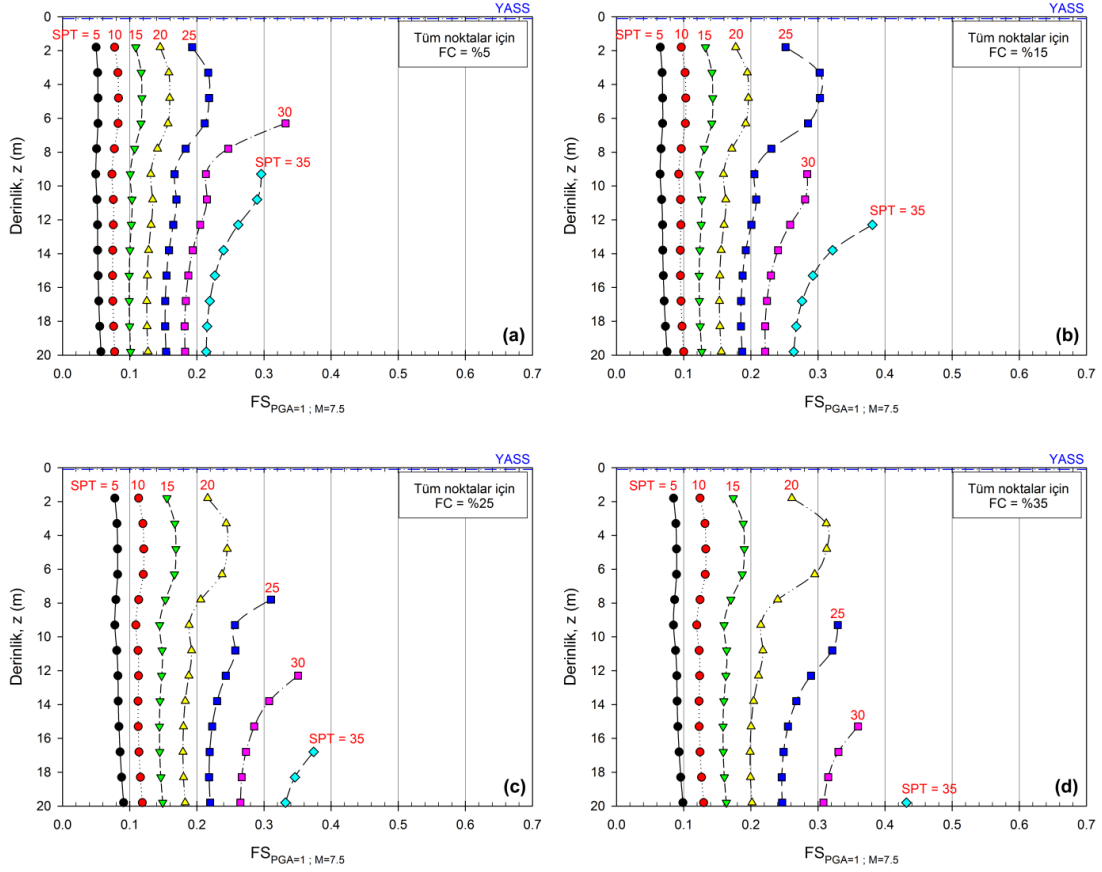 YASS
SPT = 5 10 15 20 25
Tüm noktalar için
FC = %5
30
SPT = 35
0
2
4
6
8
10
12
14
16
18
20
Derinlik, z (m)
(a)
0.0 0.1 0.2 0.3 0.4 0.5 0.6 0.7
FS PGA=1 ; M=7.5
YASS
SPT = 5 10 15 20 25
Tüm noktalar için
FC = %15
30
SPT = 35
0
2
4
6
8
10
12
14
16
18
20
Derinlik, z (m)
(b)
0.0 0.1 0.2 0.3 0.4 0.5 0.6 0.7
FS PGA=1 ; M=7.5
YASS
SPT = 5 10 15 20
Tüm noktalar için
FC = %25
25
30
SPT = 35
0
2
4
6
8
10
12
14
16
18
20
Derinlik, z (m)
(c)
0.0 0.1 0.2 0.3 0.4 0.5 0.6 0.7
FS PGA=1 ; M=7.5
YASS
SPT = 5 10 15 20
Tüm noktalar için
FC = %35
25
30
SPT = 35
0
2
4
6
8
10
12
14
16
18
20
Derinlik, z (m)
(d)
0.0 0.1 0.2 0.3 0.4 0.5 0.6 0.7
FS PGA=1 ; M=7.5